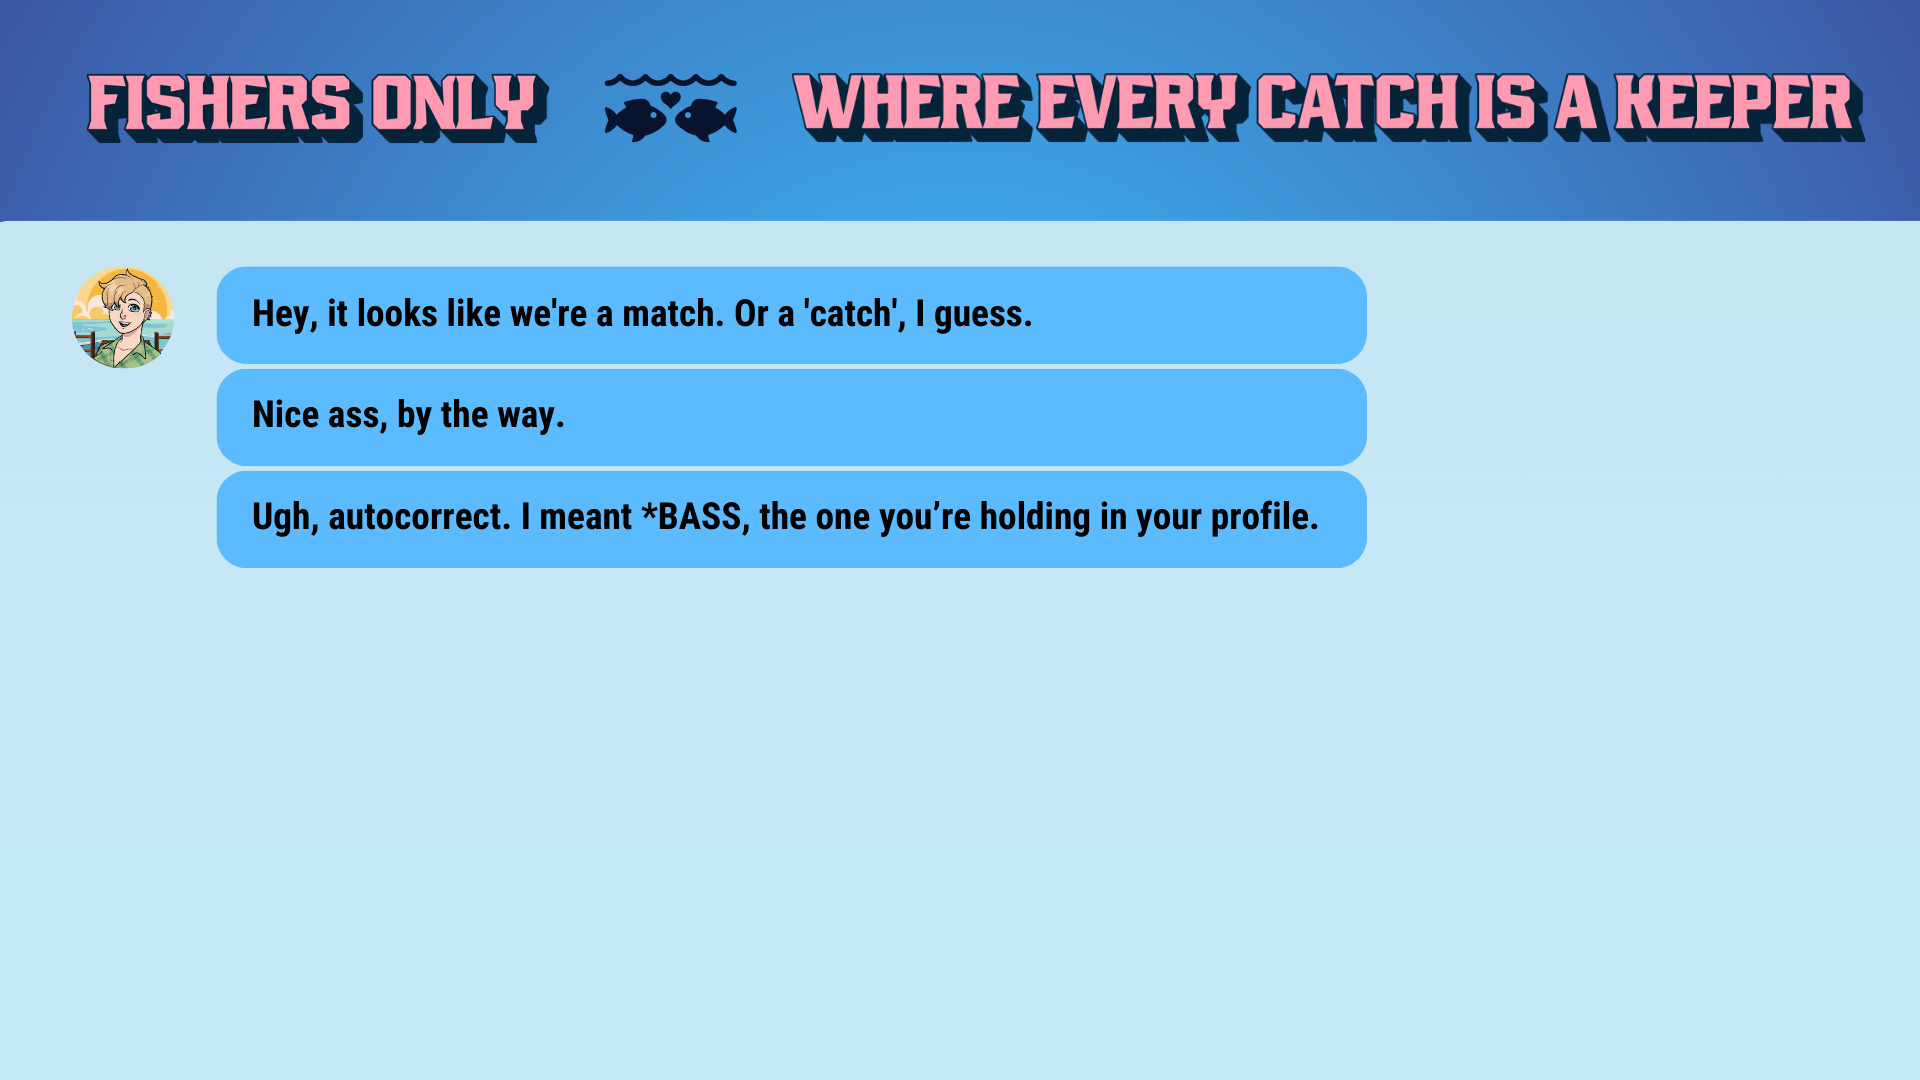 FISHERS ONLY WHERE EVERY CATCH IS A KEEPER
Hey, it looks like we're a match. Or a 'catch', I guess.
Nice ass, by the way.
Ugh, autocorrect. I meant *BASS, the one you’re holding in your profile.